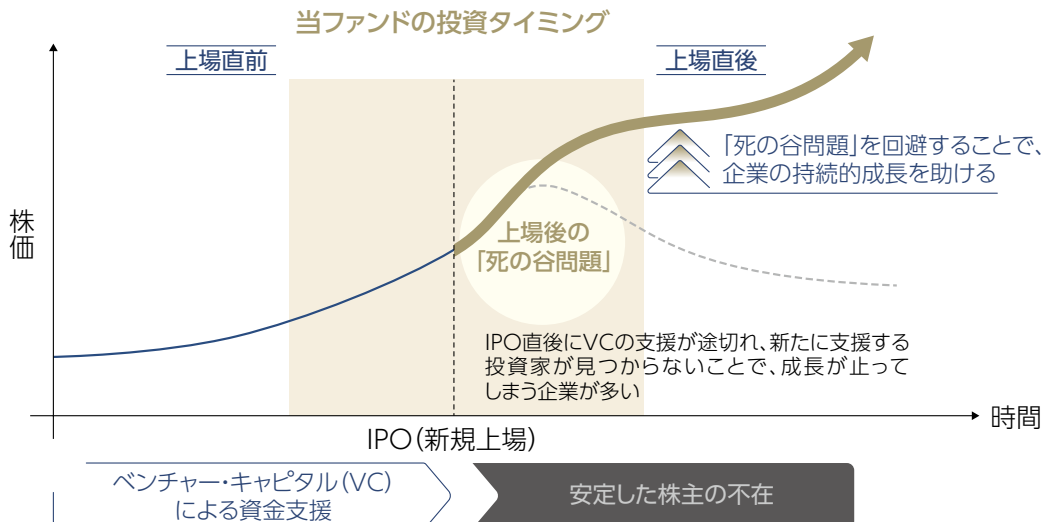 当ファンドの投資タイミング
上場直前
上場直後
「死の谷問題」を回避することで、
企業の持続的成長を助ける
株価
上場後の
「死の谷問題」
IPO直後にVCの支援が途切れ、新たに支援する
投資家が見つからないことで、成長が止って
しまう企業が多い
時間
IPO(新規上場)
ベンチャー・キャピタル(VC)
による資金支援
安定した株主の不在